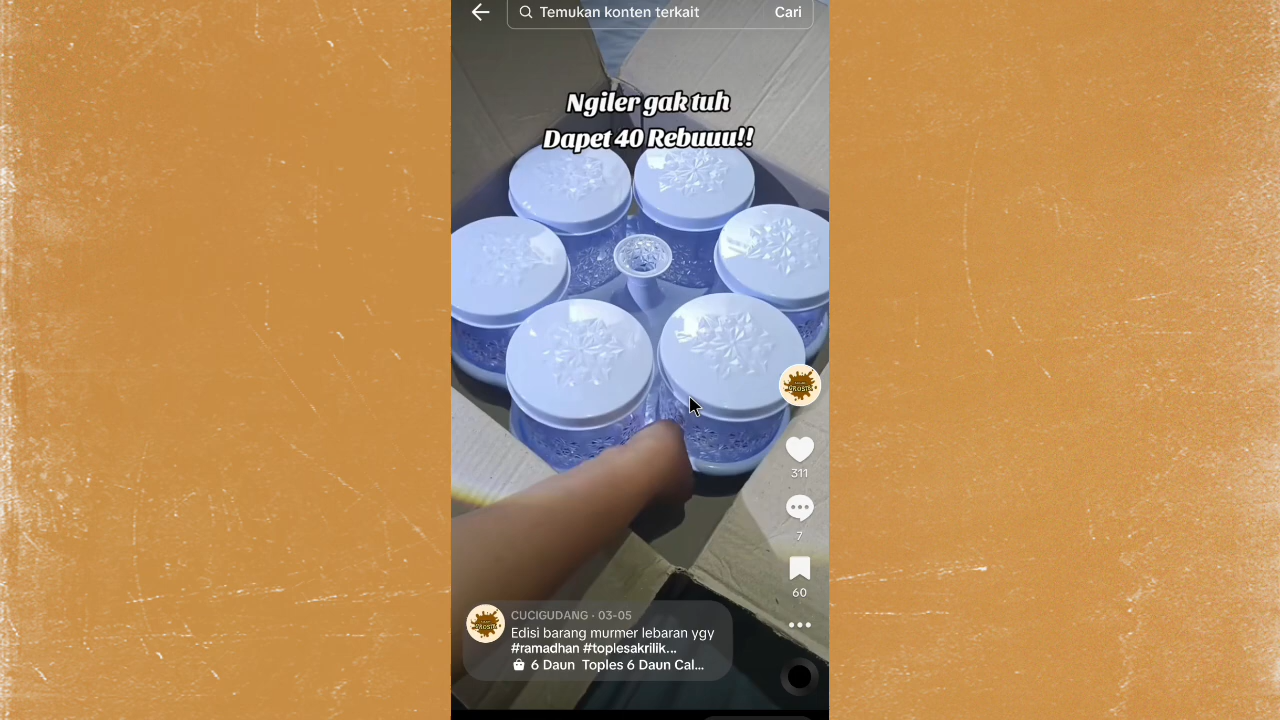 Temukan konten terkait
Cari
Ngiler gak tuh
Dapet 40 Rebuuu!!
311
7
60
CUCIGUDANG · 03-05
Edisi barang murmer lebaran ygy
#ramadhan #toplesakrilik...
6 Daun Toples 6 Daun Cal...